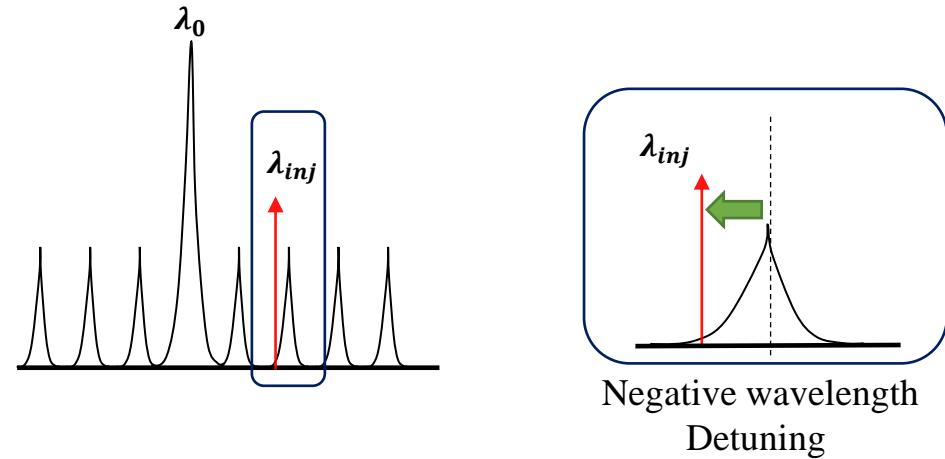 λ₀
λᵢₙⱼ
λᵢₙⱼ
Negative wavelength
Detuning